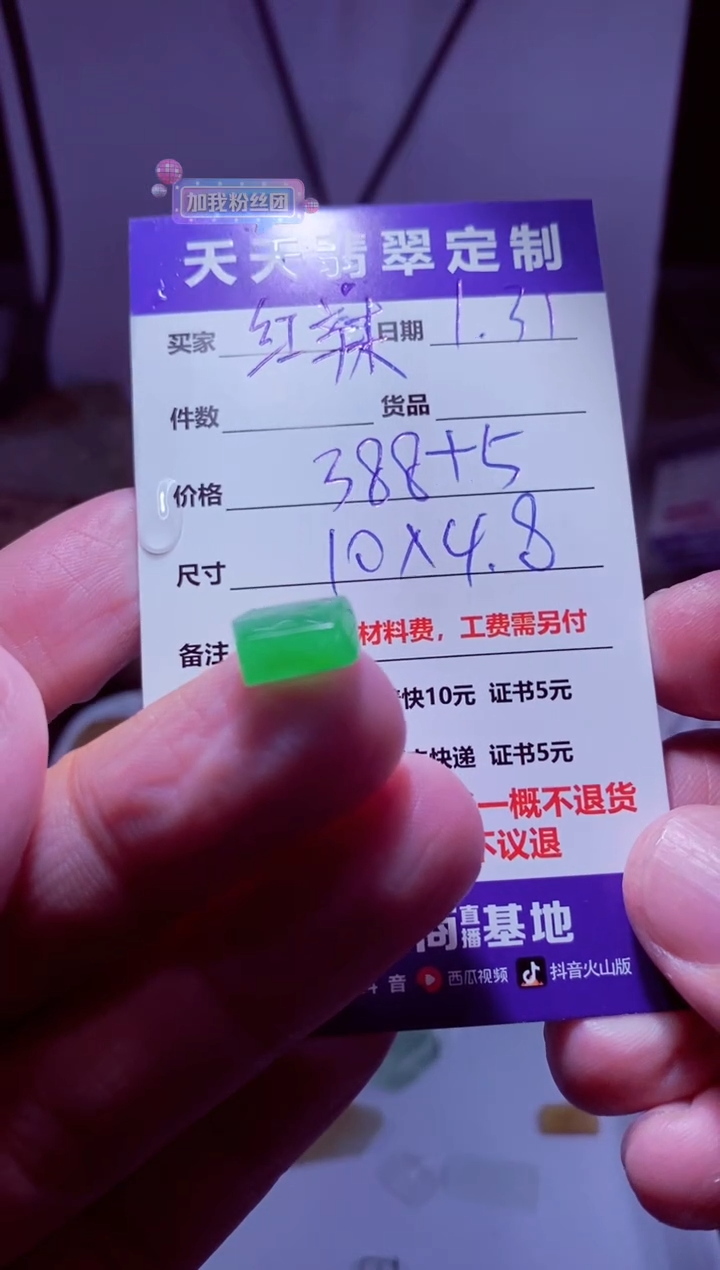 加我粉丝团
天天翡翠定制
买家 红辣 日期 1.31
件数 货品
价格 388+5
尺寸 10×4.8
备注 材料费，工费需另付
快10元 证书5元
快递 证书5元
一概不退货
不议退
商直播基地
音 西瓜视频 抖音火山版